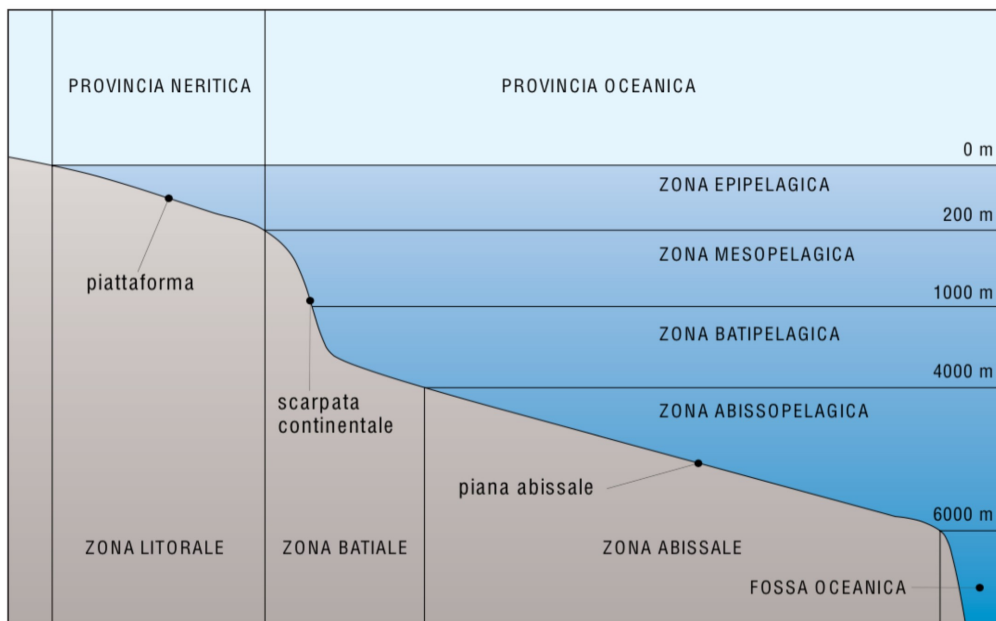 PROVINCIA NERITICA
PROVINCIA OCEANICA
0 m
ZONA EPIPELAGICA
200 m
ZONA MESOPELAGICA
piattaforma
1000 m
ZONA BATIPELAGICA
4000 m
scarpata
continentale
ZONA ABISSOPELAGICA
piana abissale
6000 m
ZONA LITORALE
ZONA BATIALE
ZONA ABISSALE
FOSSA OCEANICA